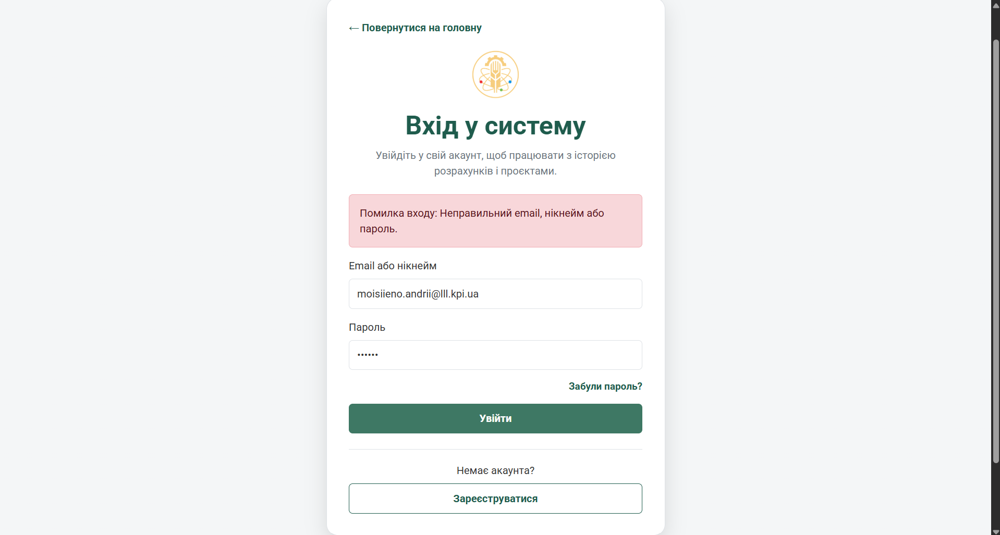 ← Повернутися на головну
Вхід у систему
Увійдіть у свій акаунт, щоб працювати з історією
розрахунків і проєктами.
Помилка входу: Неправильний email, нікнейм або
пароль.
Email або нікнейм
moisiieno.andrii@lll.kpi.ua
Пароль
••••••
Забули пароль?
Увійти
Немає акаунта?
Зареєструватися